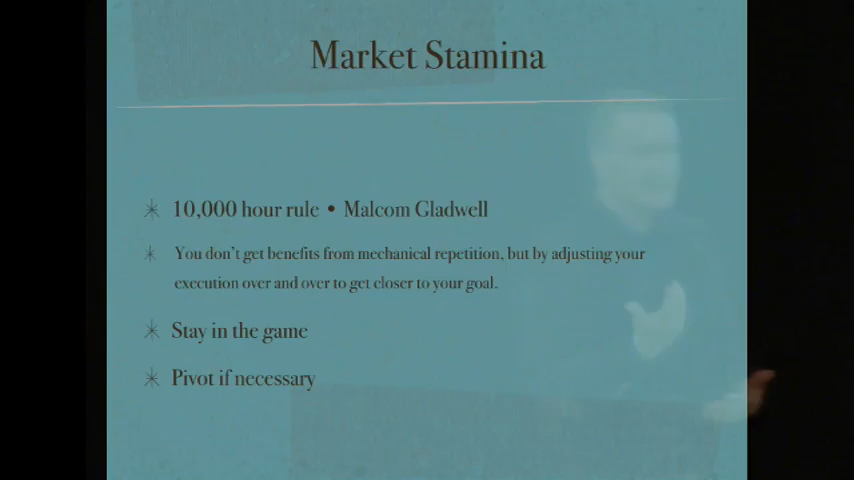 Market Stamina
10,000 hour rule • Malcom Gladwell
You don't get benefits from mechanical repetition, but by adjusting your
execution over and over to get closer to your goal.
Stay in the game
Pivot if necessary